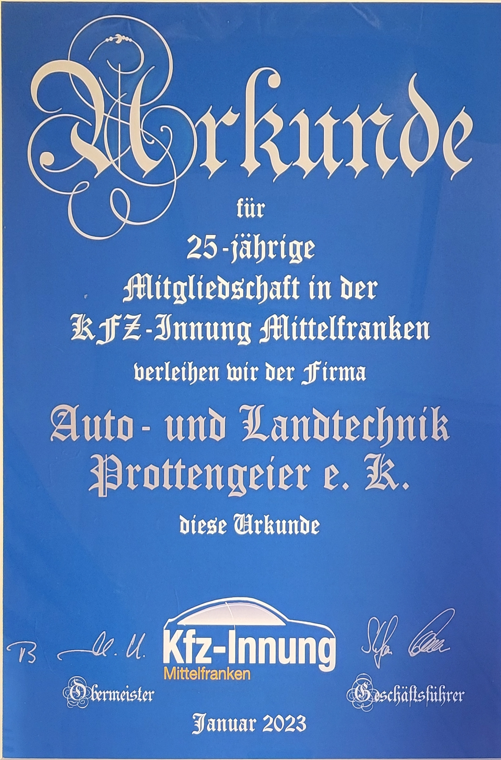 Urkunde
für
25-jährige
Mitgliedschaft in der
KFZ-Innung Mittelfranken
verleihen wir der Firma
Auto- und Landtechnik
Prottengeier e. K.
diese Urkunde
Kfz-Innung
Mittelfranken
Obermeister
Geschäftsführer
Januar 2023